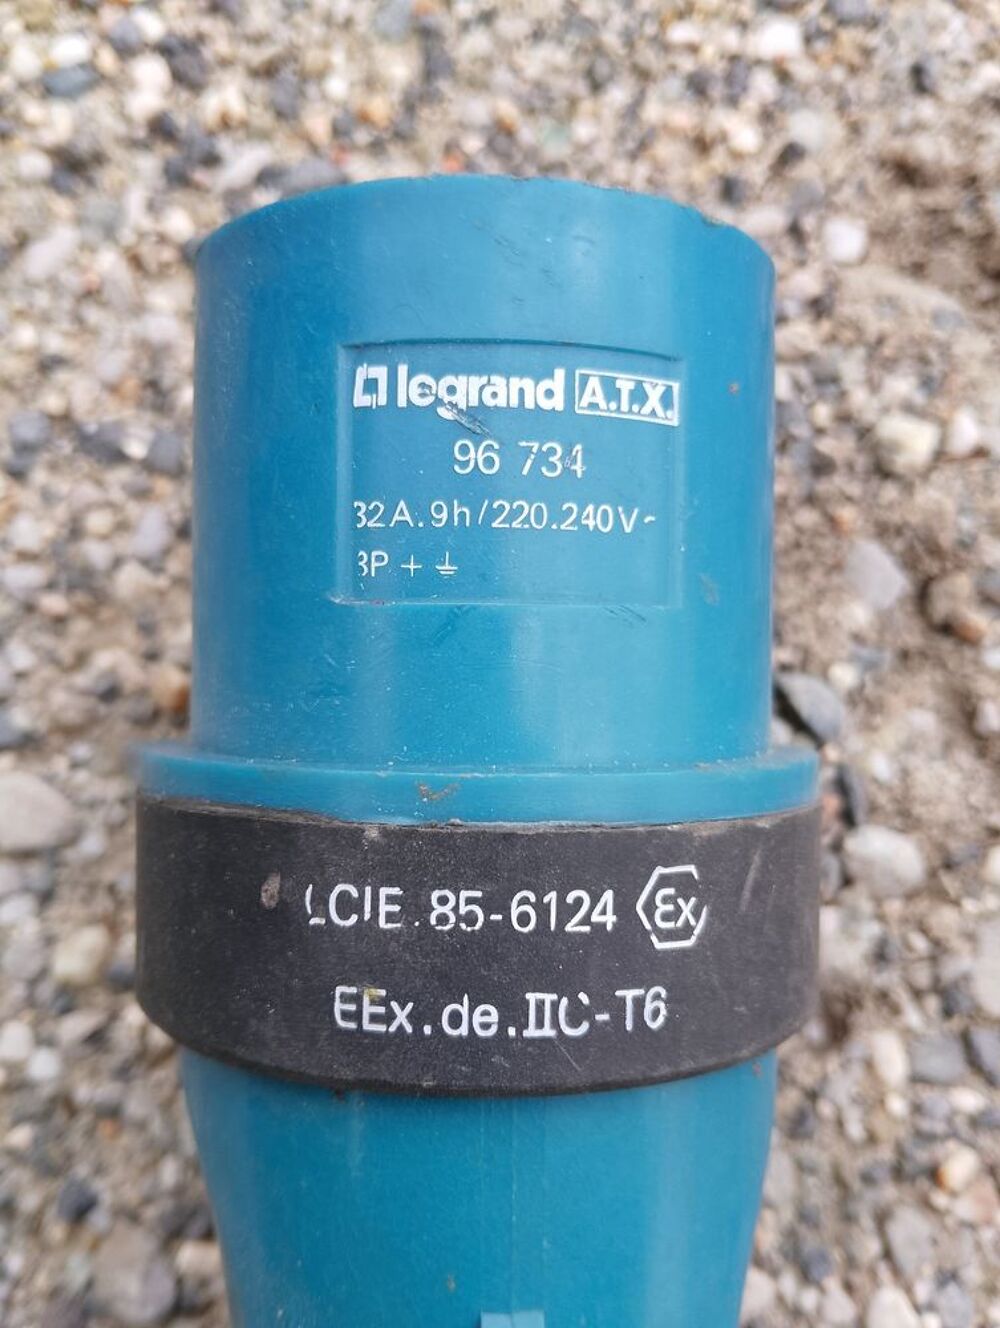 legrand A.T.X.
96 734
32A.9h/220.240V~
3P + ⏚
LCIE.85-6124 Ex
EEx.de.IIC-T6